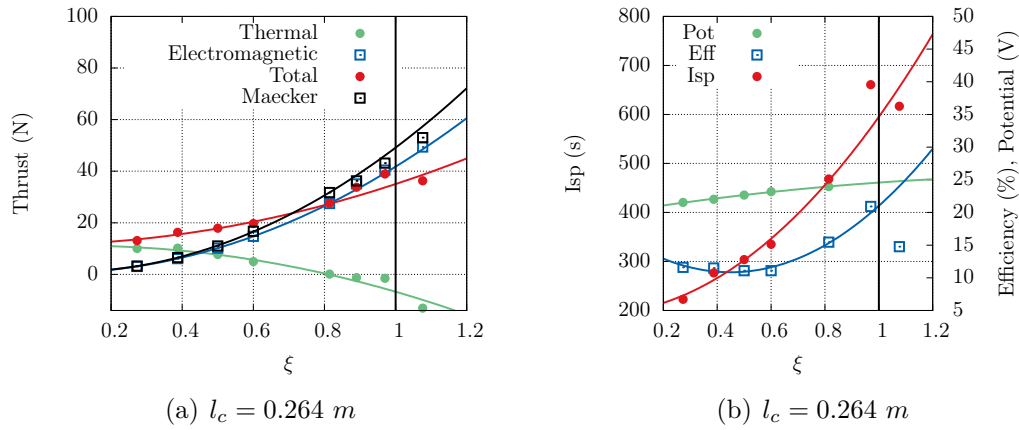 Thrust (N)
100
80
60
40
20
0
Thermal
Electromagnetic
Total
Maecker
0.2 0.4 0.6 0.8 1 1.2
ξ
(a) l_c = 0.264 m
Isp (s)
800
700
600
500
400
300
200
Pot
Eff
Isp
50
45
40
35
30
25
20
15
10
5
Efficiency (%), Potential (V)
0.2 0.4 0.6 0.8 1 1.2
ξ
(b) l_c = 0.264 m